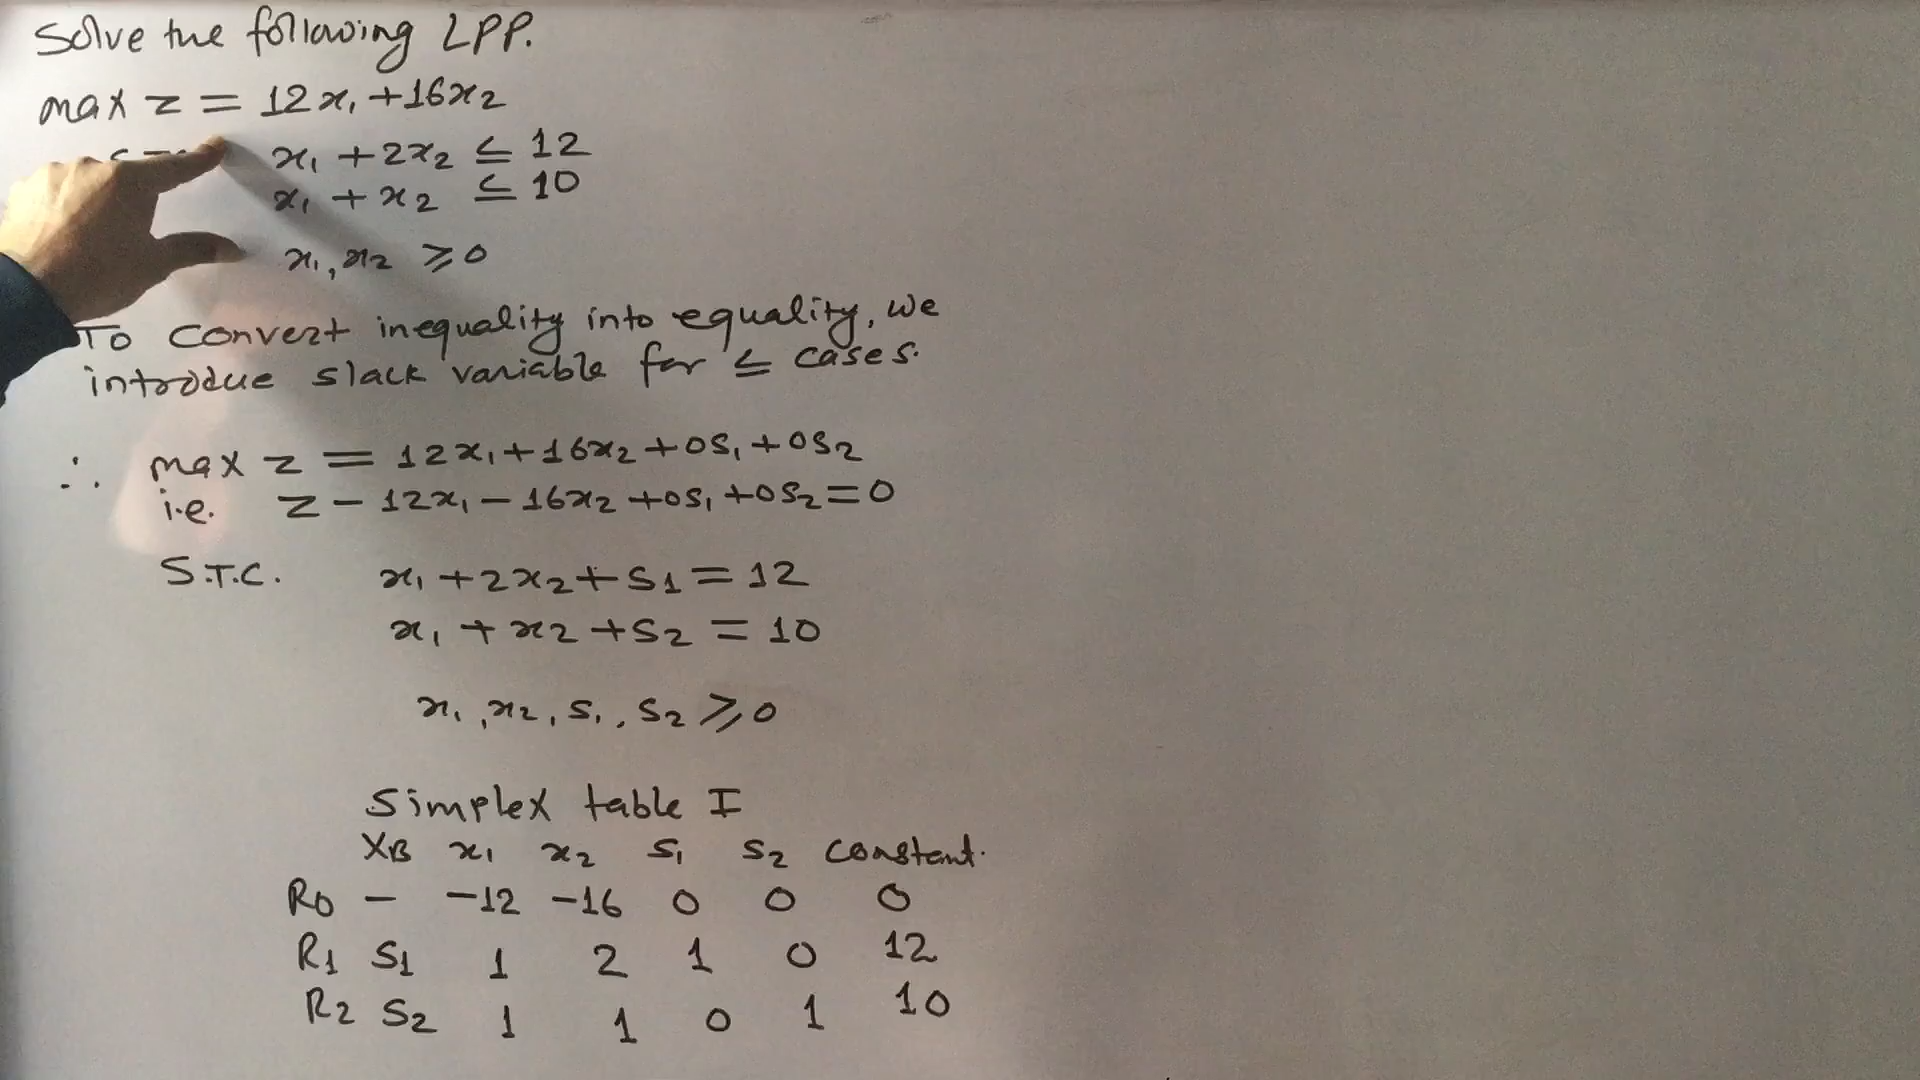 Solve the following LPP.
max z = 12x₁ + 16x₂
x₁ + 2x₂ ≤ 12
x₁ + x₂ ≤ 10
x₁, x₂ ≥ 0
To convert inequality into equality, we
introdue slack variable for ≤ cases.
∴ max z = 12x₁ + 16x₂ + 0S₁ + 0S₂
i.e. z - 12x₁ - 16x₂ + 0S₁ + 0S₂ = 0
S.T.C. x₁ + 2x₂ + S₁ = 12
x₁ + x₂ + S₂ = 10
x₁, x₂, S₁, S₂ ≥ 0
Simplex table I
XB x₁ x₂ S₁ S₂ constant.
R0 - -12 -16 0 0 0
R1 S1 1 2 1 0 12
R2 S2 1 1 0 1 10